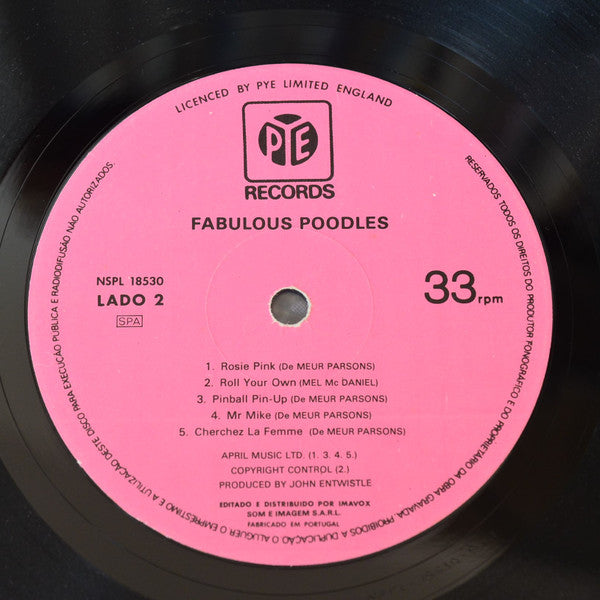 LICENCED BY PYE LIMITED ENGLAND
PYE
RECORDS
FABULOUS POODLES
NSPL 18530
LADO 2
SPA
33 rpm
1. Rosie Pink (De MEUR PARSONS)
2. Roll Your Own (MEL Mc DANIEL)
3. Pinball Pin-Up (De MEUR PARSONS)
4. Mr Mike (De MEUR PARSONS)
5. Cherchez La Femme (De MEUR PARSONS)
APRIL MUSIC LTD. (1. 3. 4. 5.)
COPYRIGHT CONTROL (2.)
PRODUCED BY JOHN ENTWISTLE
EDITADO E DISTRIBUIDO POR IMAVOX
SOM E IMAGEM S.A.R.L.
FABRICADO EM PORTUGAL
RESERVADOS TODOS OS DIREITOS DO PRODUTOR FONOGRÁFICO E DO PROPRIETÁRIO DA OBRA GRAVADA. PROIBIDOS A DUPLICAÇÃO O ALUGUER O EMPRÉSTIMO E A UTILIZAÇÃO DESTE DISCO PARA EXECUÇÃO PUBLICA E RADIODIFUSÃO NÃO AUTORIZADOS.